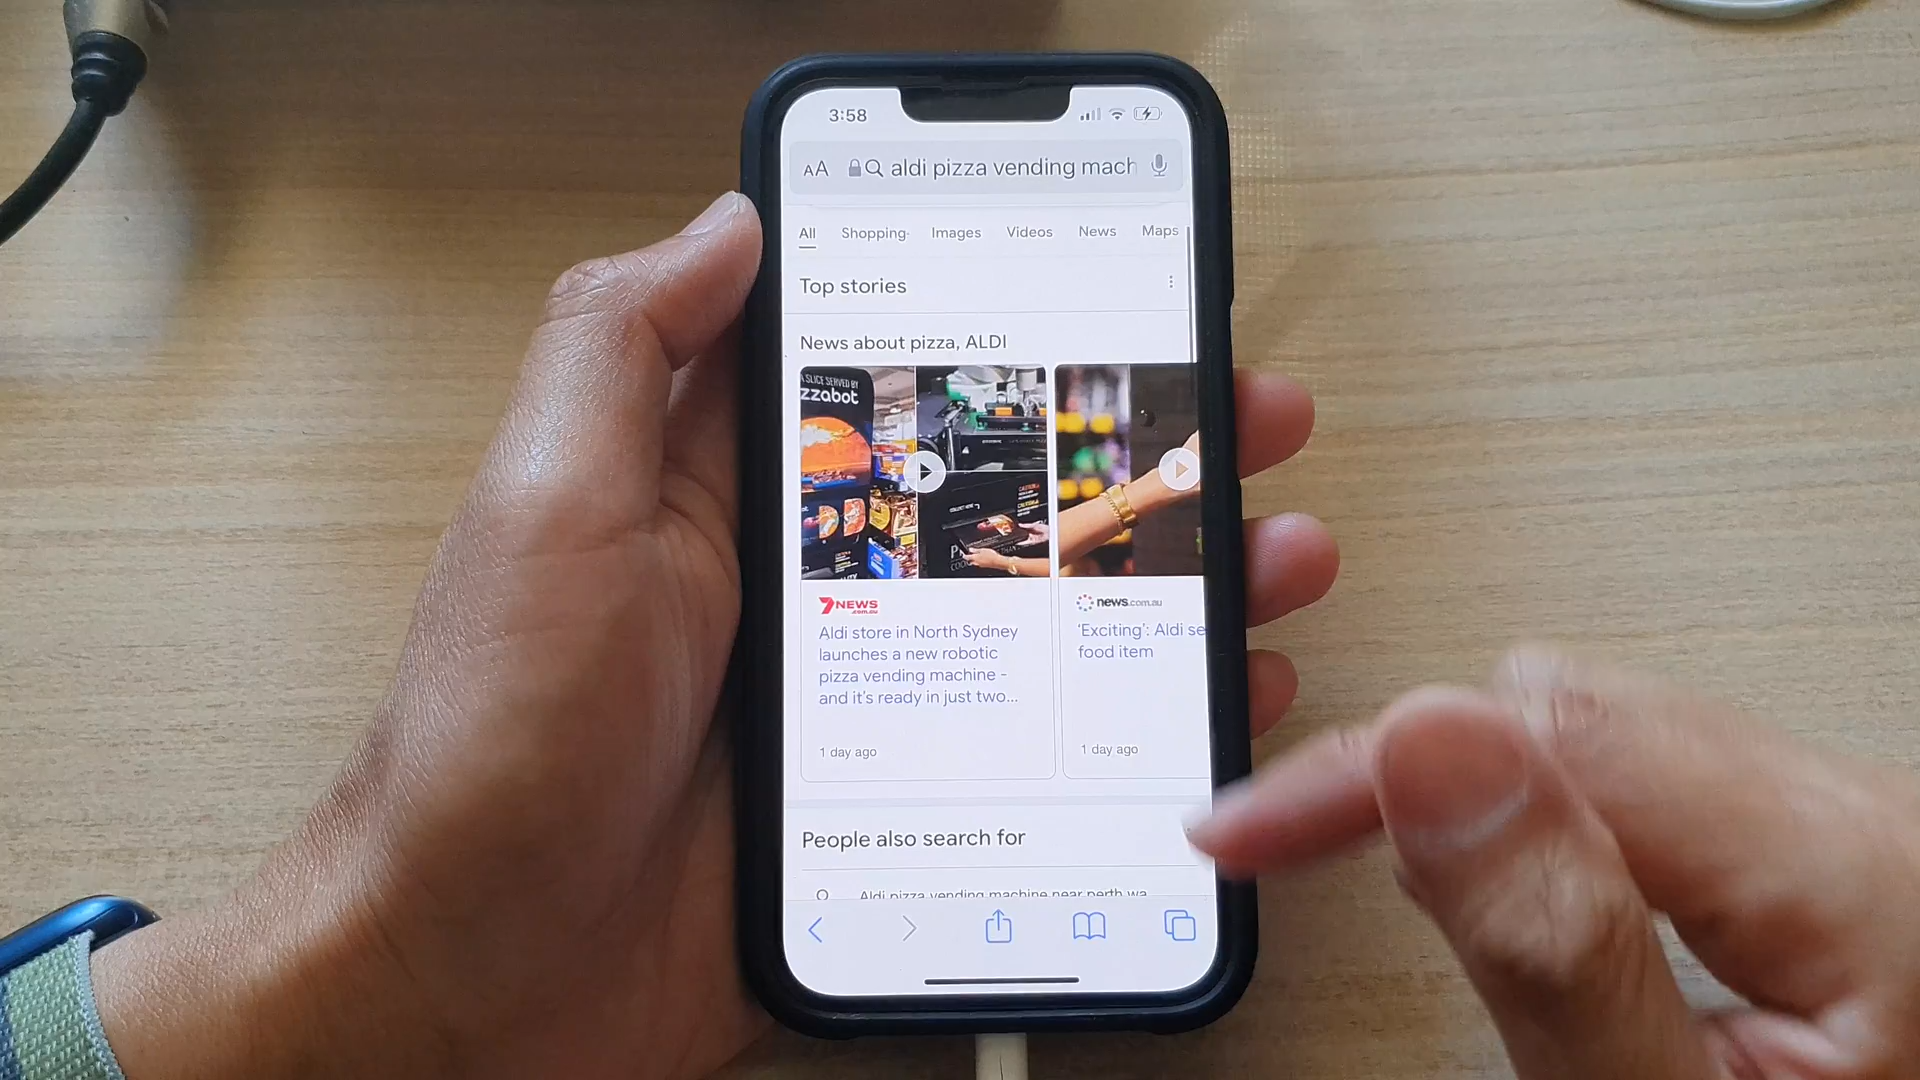 3:58
AA aldi pizza vending mach
All Shopping Images Videos News Maps
Top stories
News about pizza, ALDI
A SLICE SERVED BY
zzabot
7NEWS
.com.au
Aldi store in North Sydney
launches a new robotic
pizza vending machine -
and it's ready in just two...
1 day ago
news.com.au
'Exciting': Aldi se
food item
1 day ago
People also search for
Aldi pizza vending machine near perth wa